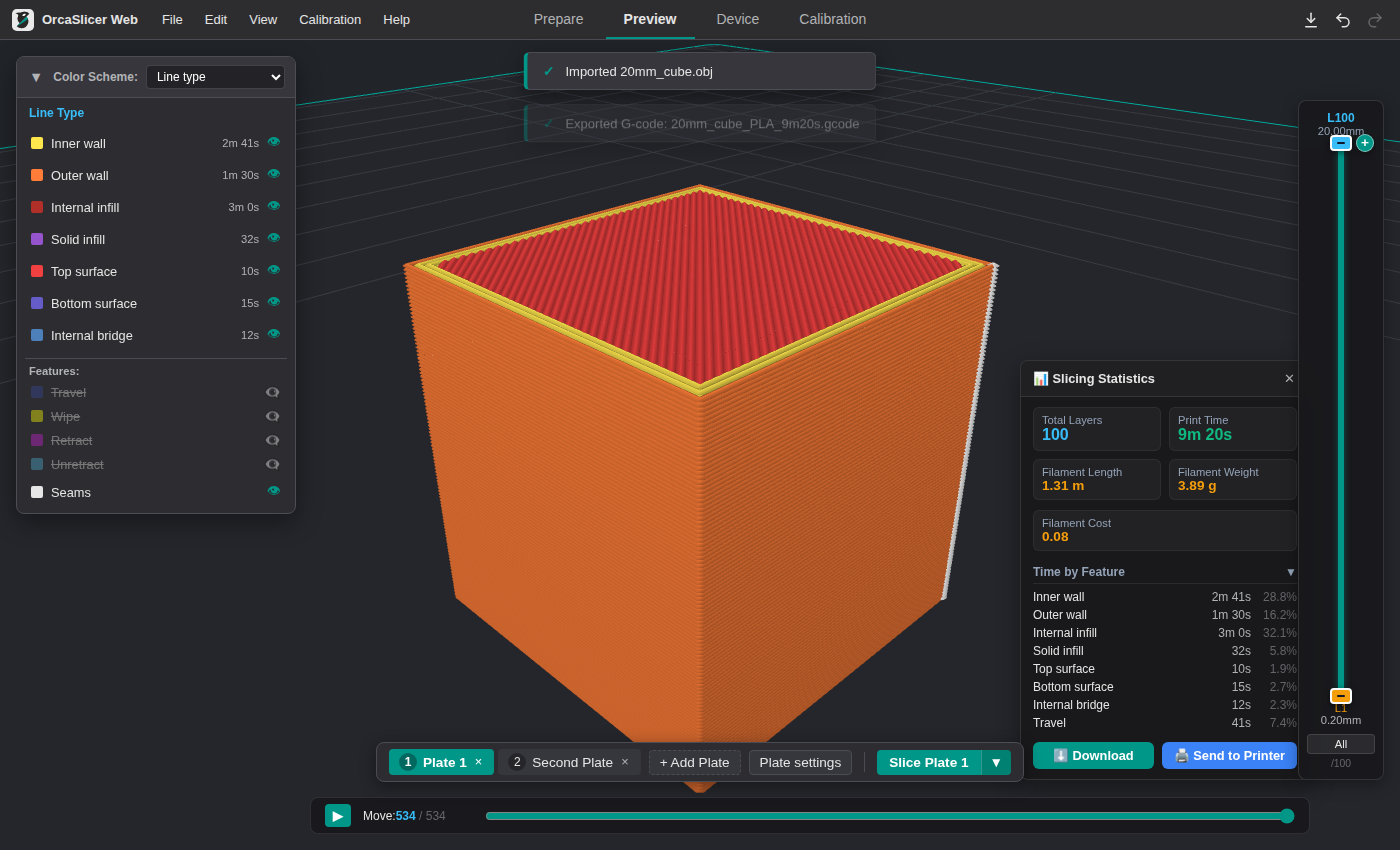 OrcaSlicer Web
File
Edit
View
Calibration
Help
Prepare
Preview
Device
Calibration
Color Scheme:
Line type
✓ Imported 20mm_cube.obj
✓ Exported G-code: 20mm_cube_PLA_9m20s.gcode
Line Type
Inner wall 2m 41s
Outer wall 1m 30s
Internal infill 3m 0s
Solid infill 32s
Top surface 10s
Bottom surface 15s
Internal bridge 12s
Features:
Travel
Wipe
Retract
Unretract
Seams
L100
20.00mm
L1
0.20mm
All
/100
Slicing Statistics
Total Layers
100
Print Time
9m 20s
Filament Length
1.31 m
Filament Weight
3.89 g
Filament Cost
0.08
Time by Feature
Inner wall 2m 41s 28.8%
Outer wall 1m 30s 16.2%
Internal infill 3m 0s 32.1%
Solid infill 32s 5.8%
Top surface 10s 1.9%
Bottom surface 15s 2.7%
Internal bridge 12s 2.3%
Travel 41s 7.4%
Download
Send to Printer
1 Plate 1 ×
2 Second Plate ×
+ Add Plate
Plate settings
Slice Plate 1
Move:534 / 534